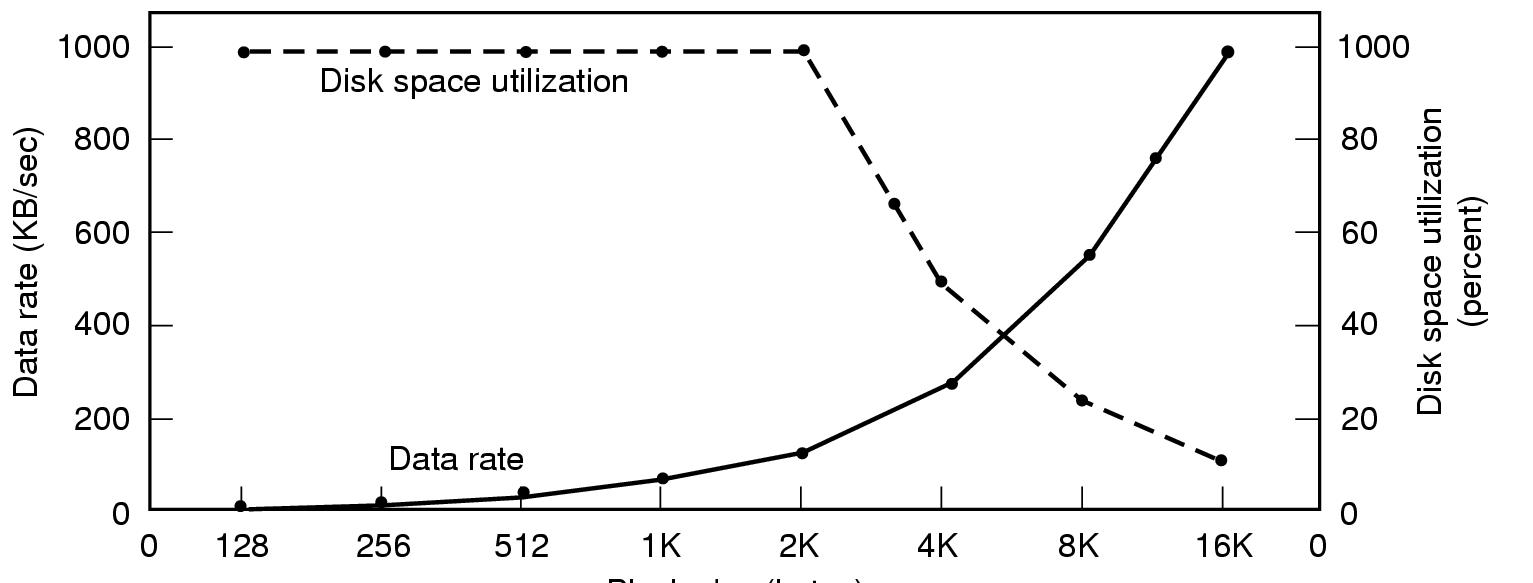 1000
800
600
400
200
0
Data rate (KB/sec)
Disk space utilization
Data rate
1000
80
60
40
20
0
Disk space utilization
(percent)
0 128 256 512 1K 2K 4K 8K 16K 0